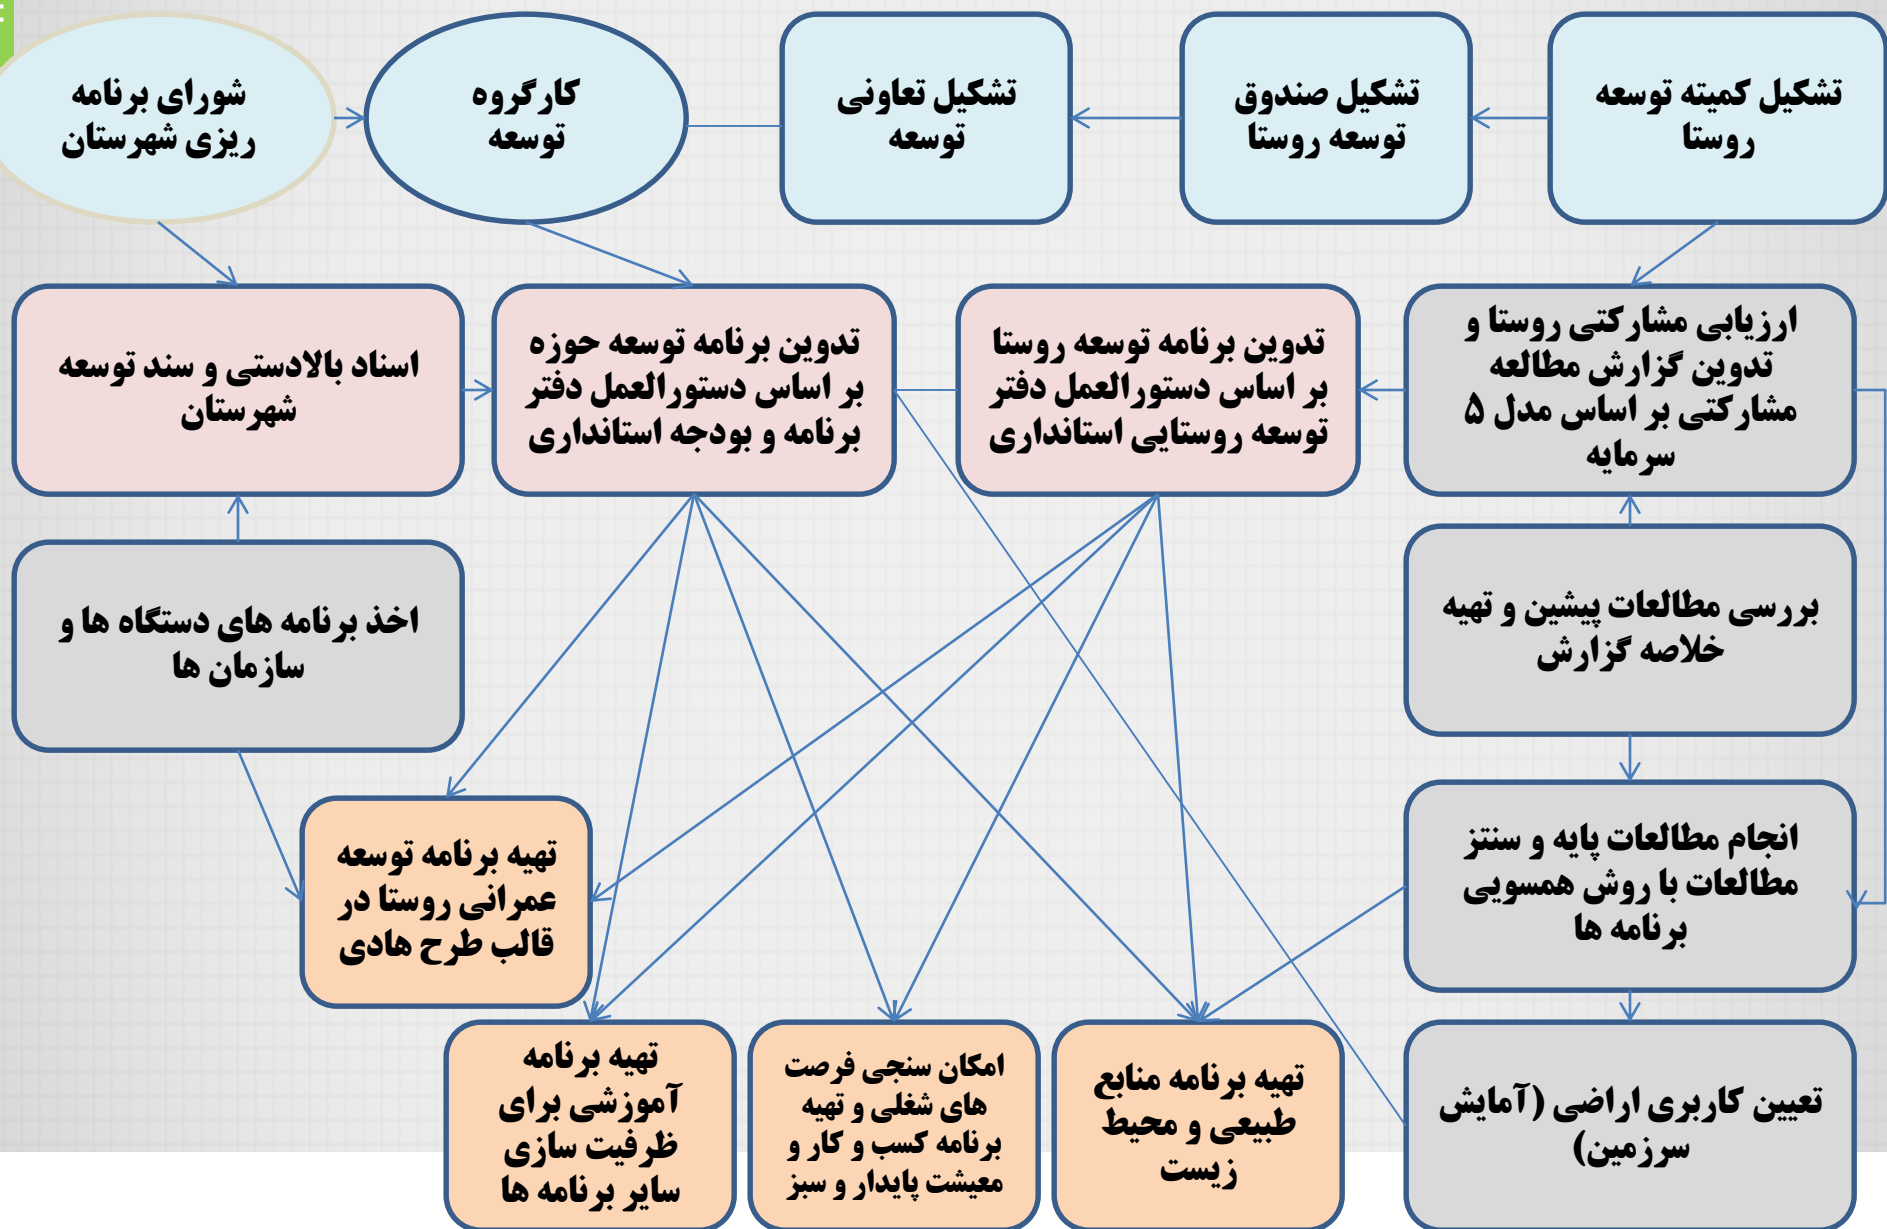 تشکیل کمیته توسعه
روستا
تشکیل صندوق
توسعه روستا
تشکیل تعاونی
توسعه
کارگروه
توسعه
شورای برنامه
ریزی شهرستان
ارزیابی مشارکتی روستا و
تدوین گزارش مطالعه
مشارکتی بر اساس مدل ۵
سرمایه
تدوین برنامه توسعه روستا
بر اساس دستورالعمل دفتر
توسعه روستایی استانداری
تدوین برنامه توسعه حوزه
بر اساس دستورالعمل دفتر
برنامه و بودجه استانداری
اسناد بالادستی و سند توسعه
شهرستان
بررسی مطالعات پیشین و تهیه
خلاصه گزارش
اخذ برنامه های دستگاه ها و
سازمان ها
انجام مطالعات پایه و سنتز
مطالعات با روش همسویی
برنامه ها
تهیه برنامه توسعه
عمرانی روستا در
قالب طرح هادی
تعیین کاربری اراضی (آمایش
سرزمین)
تهیه برنامه منابع
طبیعی و محیط
زیست
امکان سنجی فرصت
های شغلی و تهیه
برنامه کسب و کار و
معیشت پایدار و سبز
تهیه برنامه
آموزشی برای
ظرفیت سازی
سایر برنامه ها